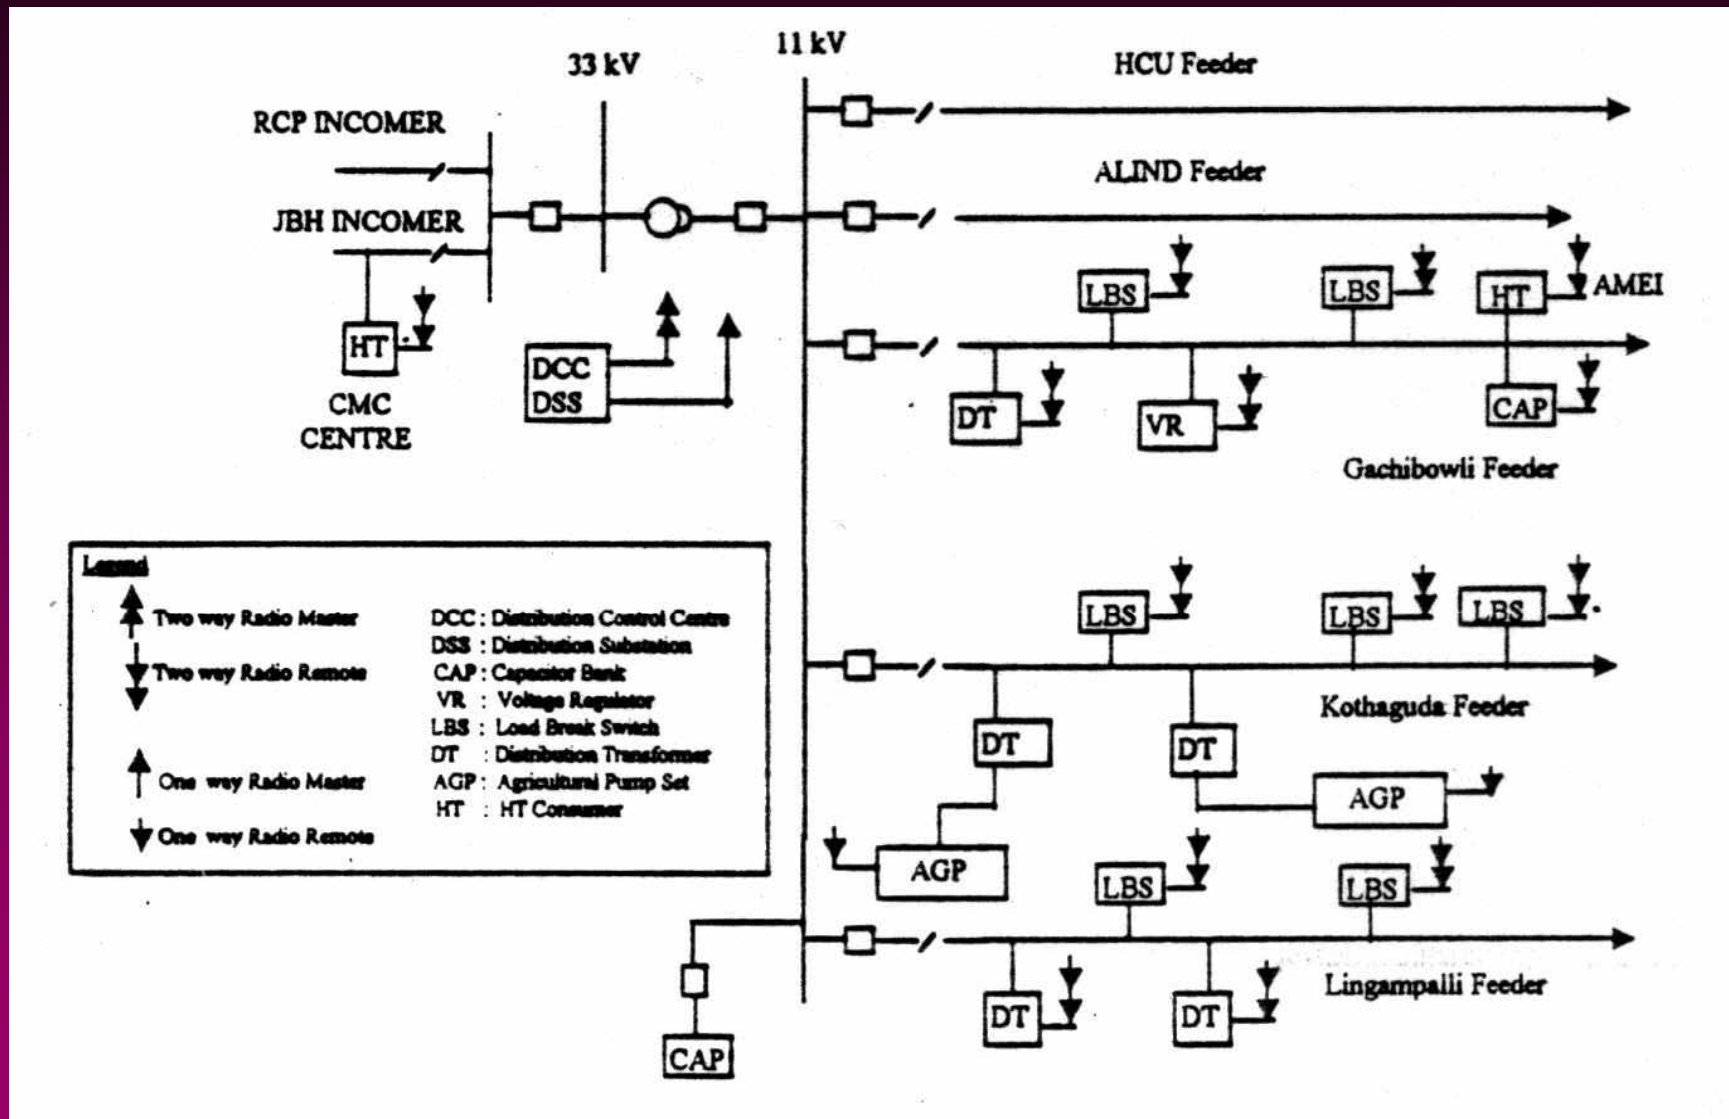 11 kV
33 kV
HCU Feeder
RCP INCOMER
ALIND Feeder
JBH INCOMER
LBS
LBS
HT
AMEI
HT
DCC
DSS
CMC
CENTRE
DT
VR
CAP
Gachibowli Feeder
Legend
Two way Radio Master
Two way Radio Remote
One way Radio Master
One way Radio Remote
DCC : Distribution Control Centre
DSS : Distribution Substation
CAP : Capacitor Bank
VR : Voltage Regulator
LBS : Load Break Switch
DT : Distribution Transformer
AGP : Agricultural Pump Set
HT : HT Consumer
LBS
LBS
LBS
Kothaguda Feeder
DT
DT
AGP
AGP
LBS
LBS
Lingampalli Feeder
DT
DT
CAP